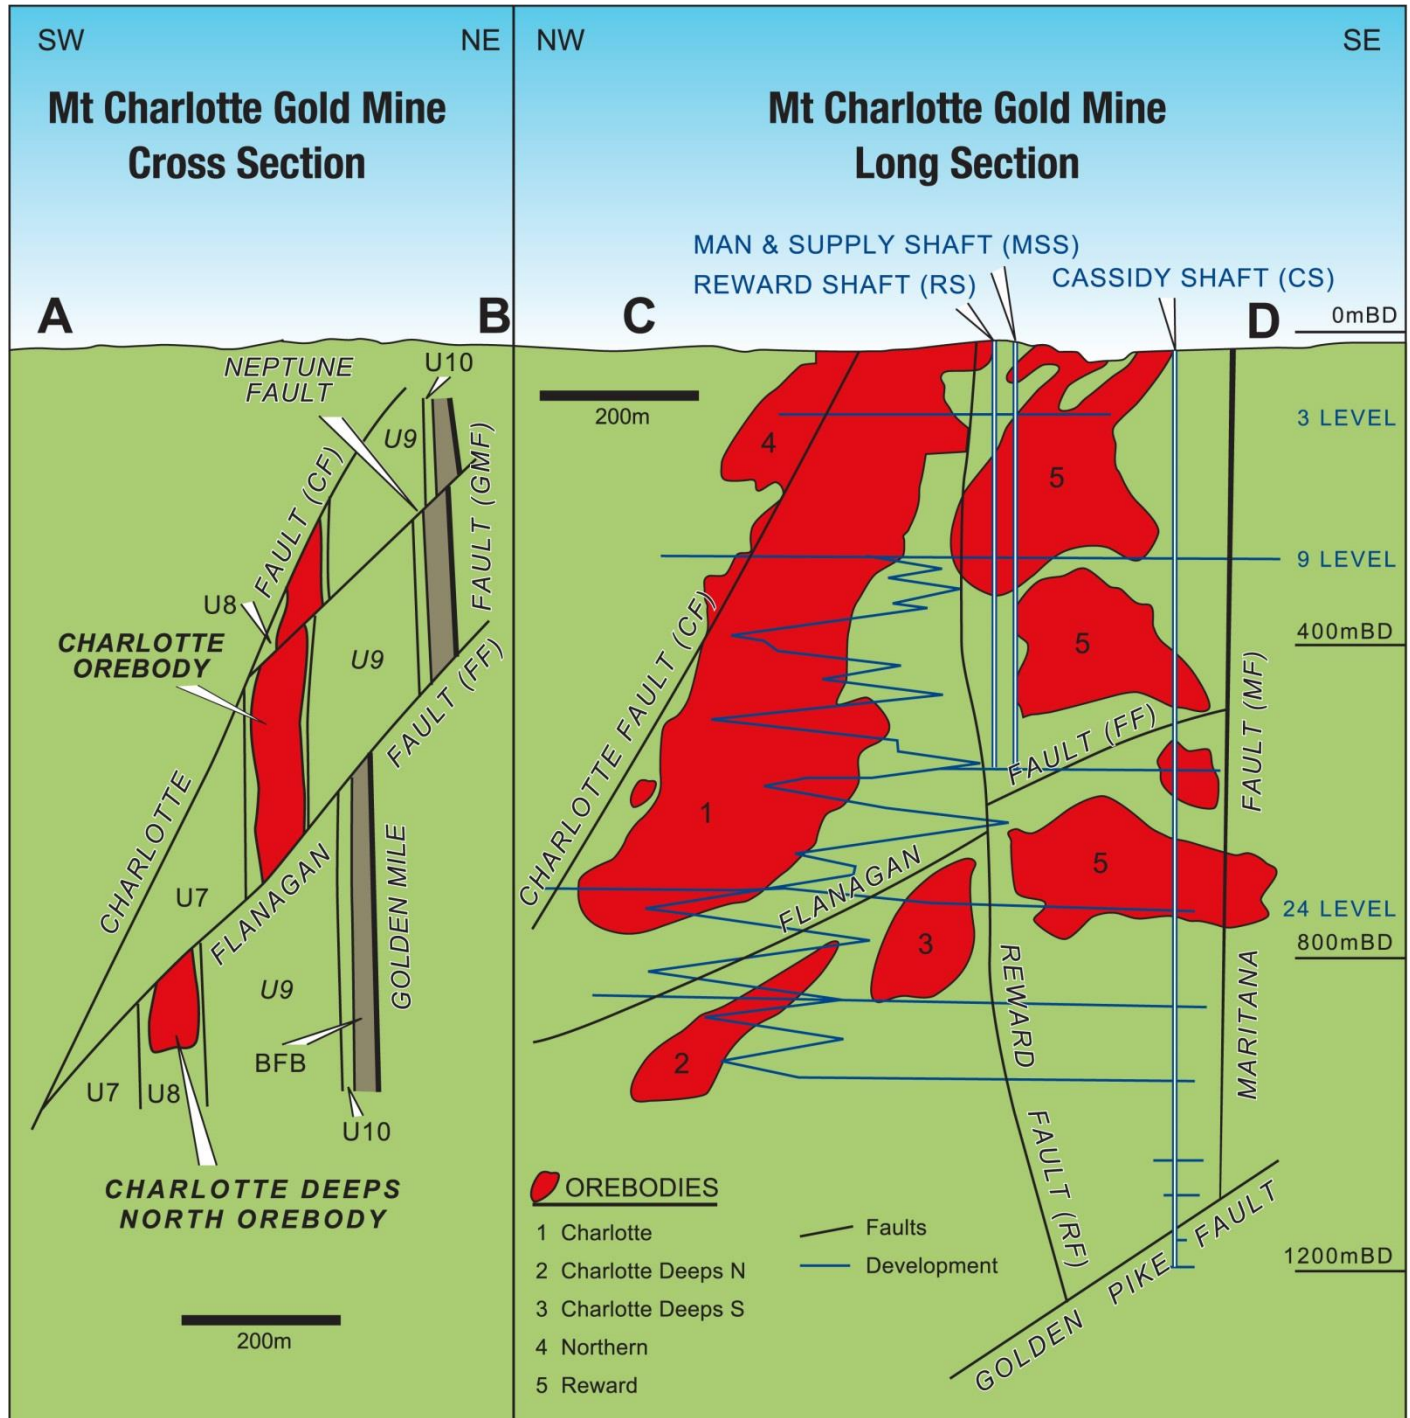 SW
NE
Mt Charlotte Gold Mine
Cross Section
A
B
NEPTUNE
FAULT
U10
U9
FAULT (CF)
FAULT (GMF)
U8
CHARLOTTE
OREBODY
U9
FAULT (FF)
CHARLOTTE
U7
FLANAGAN
GOLDEN MILE
U9
BFB
U7
U8
U10
CHARLOTTE DEEPS
NORTH OREBODY
200m
NW
SE
Mt Charlotte Gold Mine
Long Section
MAN & SUPPLY SHAFT (MSS)
REWARD SHAFT (RS)
CASSIDY SHAFT (CS)
C
D
0mBD
200m
3 LEVEL
4
5
9 LEVEL
CHARLOTTE FAULT (CF)
5
400mBD
FAULT (FF)
FAULT (MF)
1
5
FLANAGAN
24 LEVEL
3
800mBD
REWARD
MARITANA
2
FAULT (RF)
GOLDEN PIKE FAULT
1200mBD
OREBODIES
1 Charlotte
2 Charlotte Deeps N
3 Charlotte Deeps S
4 Northern
5 Reward
Faults
Development